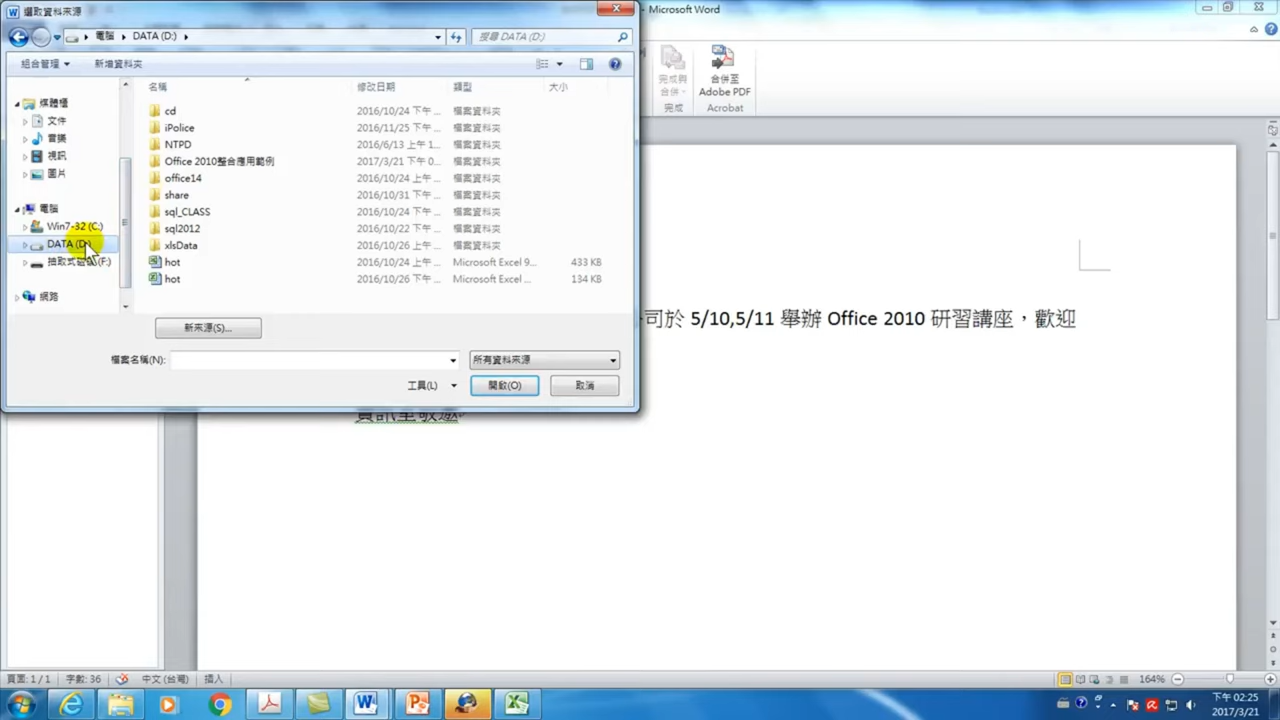 選取資料來源
- Microsoft Word
電腦 DATA (D:)
搜尋 DATA (D:)
組合管理 新增資料夾
完成與
合併
完成
合併至
Adobe PDF
Acrobat
媒體櫃
文件
音樂
視訊
圖片
電腦
Win7-32 (C:)
DATA (D:)
抽取式磁碟 (F:)
網路
名稱 修改日期 類型 大小
cd 2016/10/24 下午 ... 檔案資料夾
iPolice 2016/11/25 下午 ... 檔案資料夾
NTPD 2016/6/13 上午 1... 檔案資料夾
Office 2010整合應用範例 2017/3/21 下午 0... 檔案資料夾
office14 2016/10/24 上午 ... 檔案資料夾
share 2016/10/31 下午 ... 檔案資料夾
sql_CLASS 2016/10/24 下午 ... 檔案資料夾
sql2012 2016/10/22 下午 ... 檔案資料夾
xlsData 2016/10/26 上午 ... 檔案資料夾
hot 2016/10/24 上午 ... Microsoft Excel 9... 433 KB
hot 2016/10/26 下午 ... Microsoft Excel ... 134 KB
新來源(S)...
檔案名稱(N): 所有資料來源
工具(L) 開啟(O) 取消
司於 5/10,5/11 舉辦 Office 2010 研習講座，歡迎
資訊室敬邀
頁面: 1/1 字數: 36 中文 (台灣) 插入
164%
下午 02:25
2017/3/21